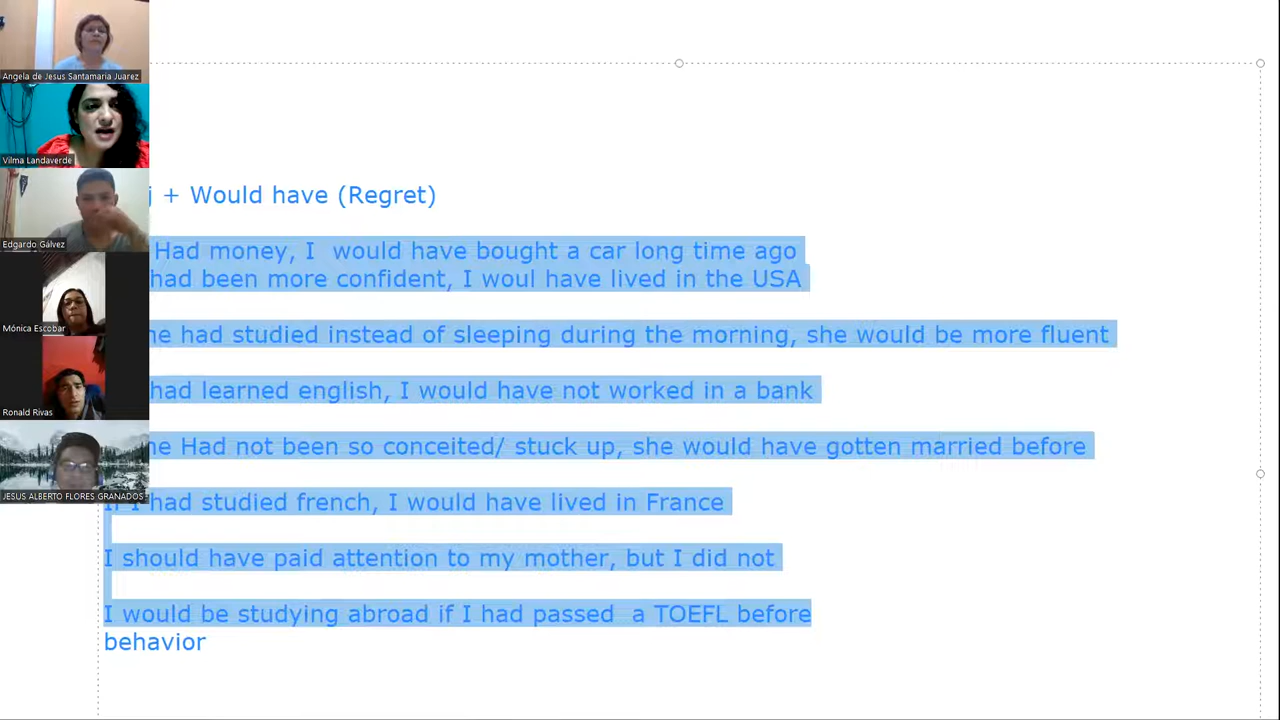 Angela de Jesus Santamaria Juarez
Vilma Landaverde
Edgardo Gálvez
Mónica Escobar
Ronald Rivas
JESUS ALBERTO FLORES GRANADOS
+ Would have (Regret)
Had money, I  would have bought a car long time ago
had been more confident, I woul have lived in the USA
had studied instead of sleeping during the morning, she would be more fluent
had learned english, I would have not worked in a bank
Had not been so conceited/ stuck up, she would have gotten married before
If I had studied french, I would have lived in France
I should have paid attention to my mother, but I did not
I would be studying abroad if I had passed  a TOEFL before
behavior